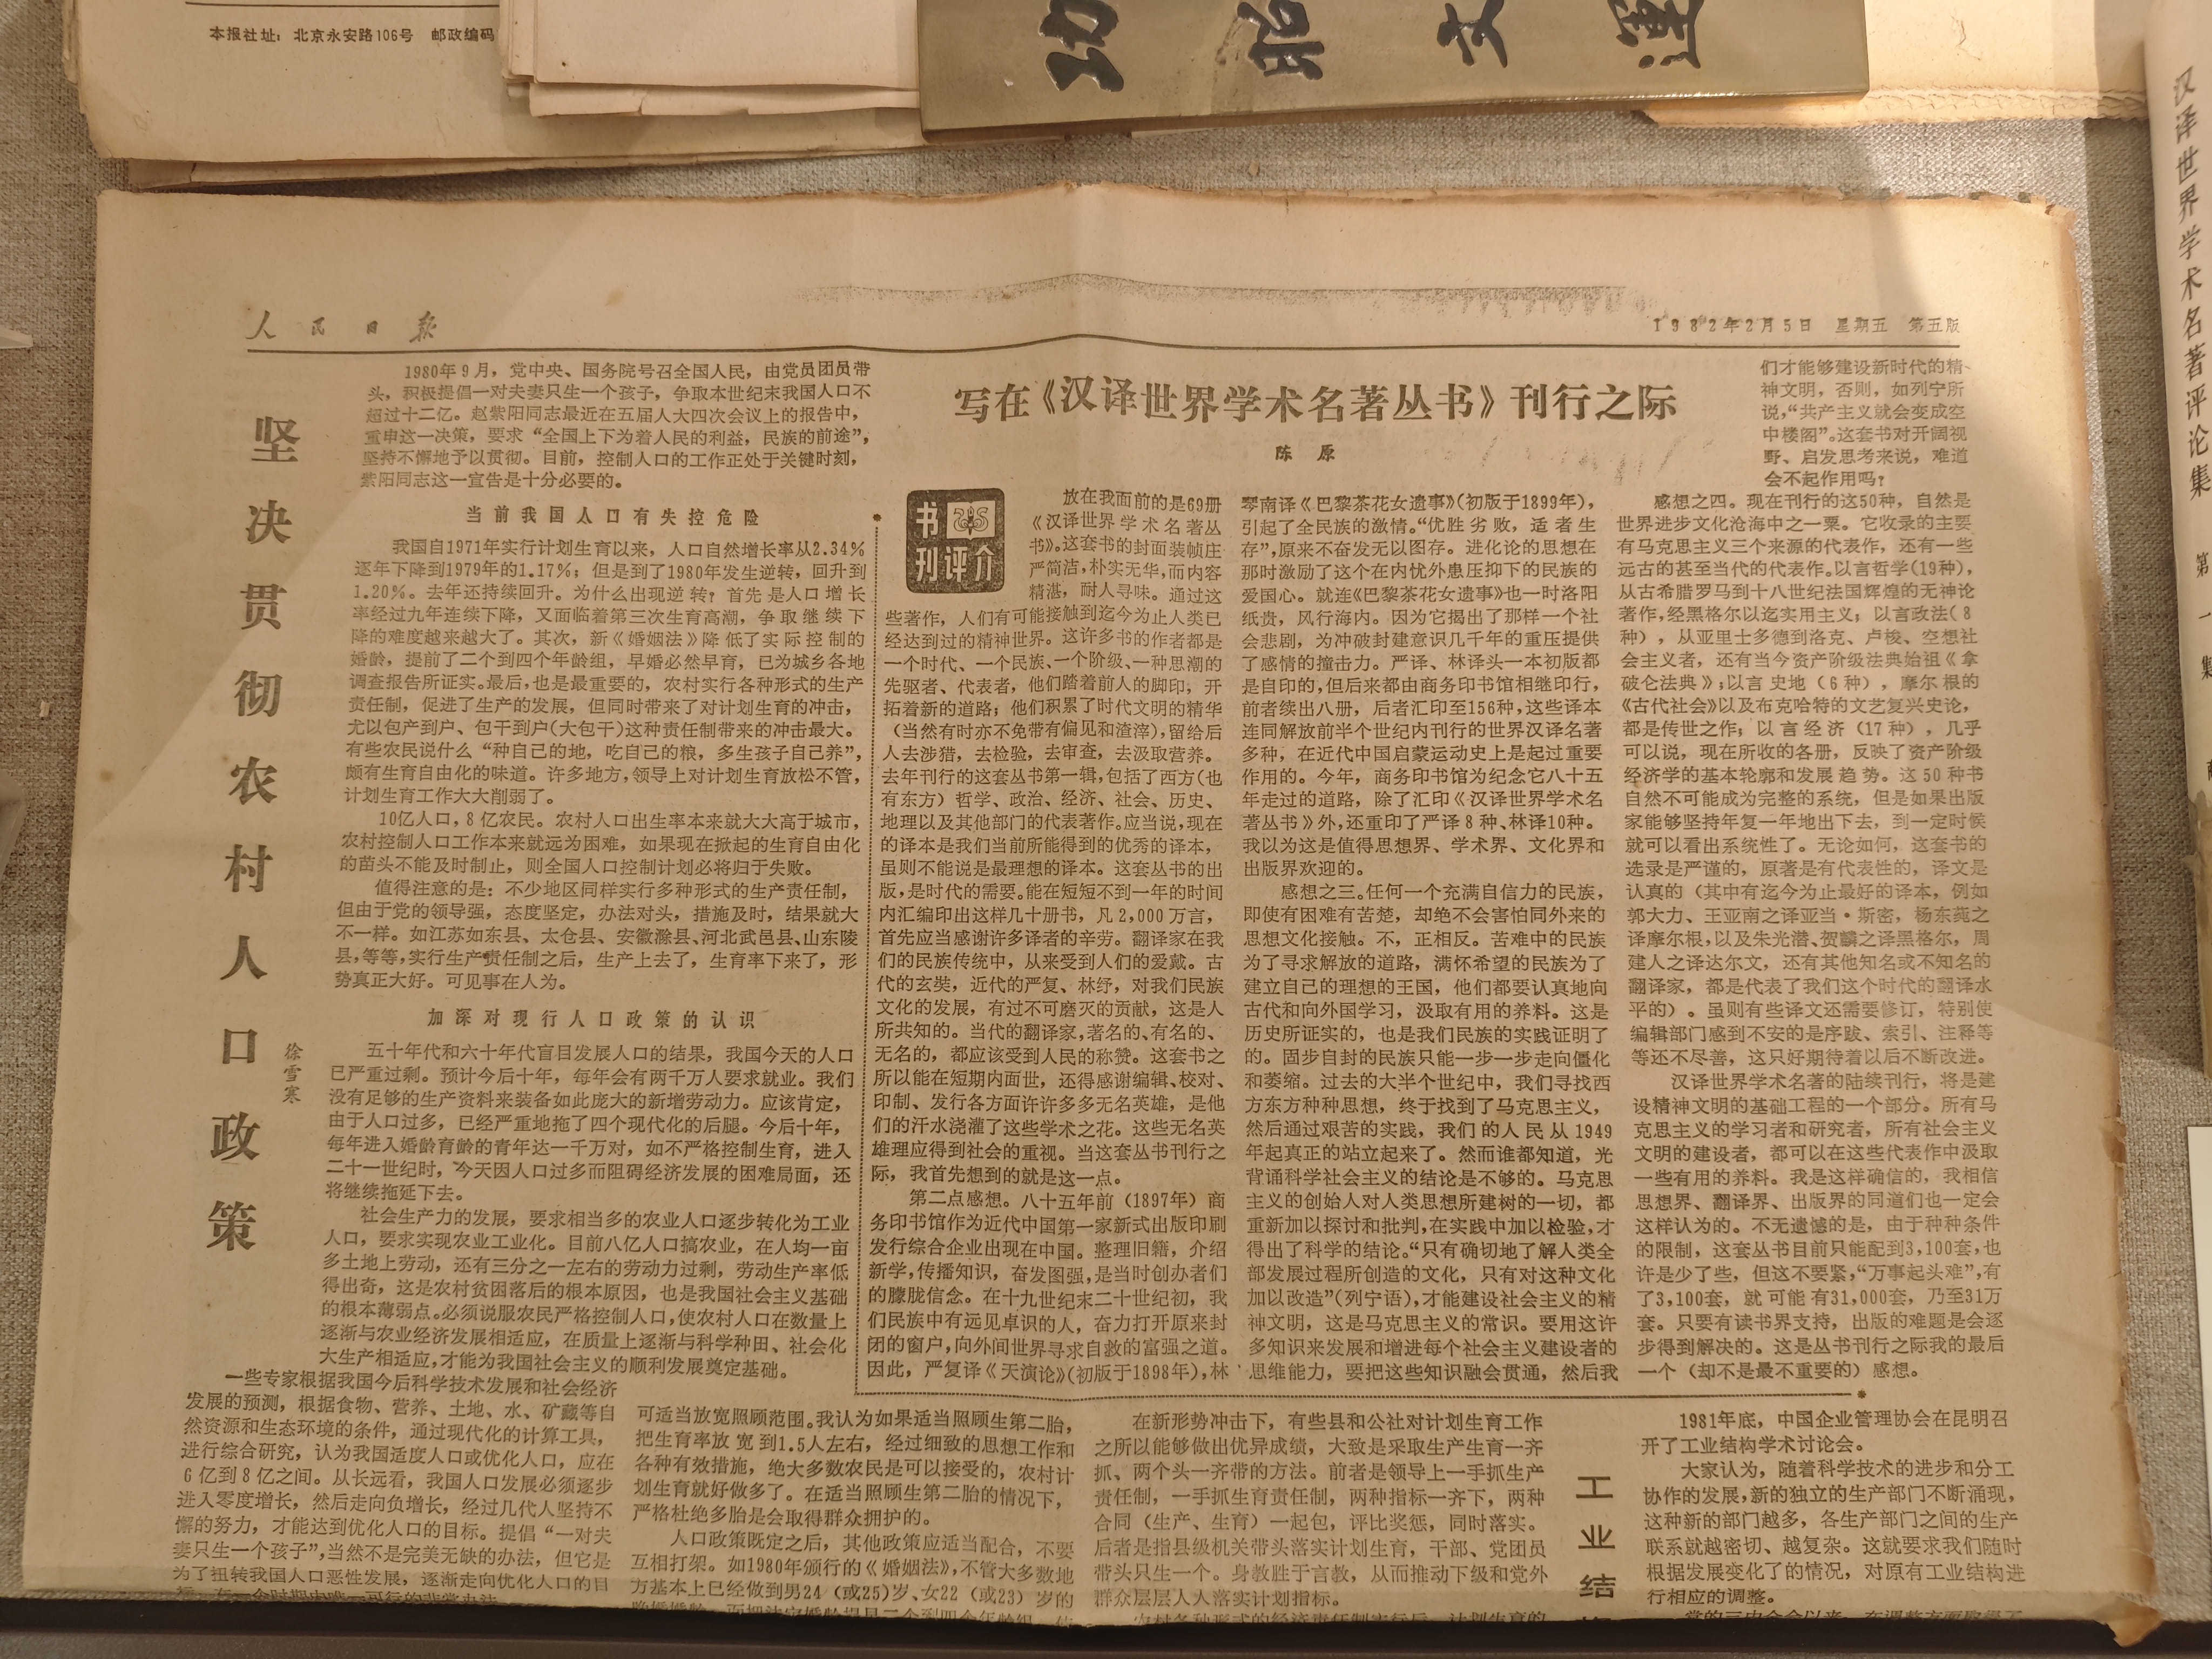 本报社址：北京永安路106号　邮政编码
功 昭 文 运
汉译世界学术名著评论集
第一集
人民日报
1982年2月5日　星期五　第五版
坚决贯彻农村人口政策
徐雪寒
1980年9月，党中央、国务院号召全国人民，由党员团员带
头，积极提倡一对夫妻只生一个孩子，争取本世纪末我国人口不
超过十二亿。赵紫阳同志最近在五届人大四次会议上的报告中，
重申这一决策，要求“全国上下为着人民的利益，民族的前途”，
坚持不懈地予以贯彻。目前，控制人口的工作正处于关键时刻，
紫阳同志这一宣告是十分必要的。
当前我国人口有失控危险
我国自1971年实行计划生育以来，人口自然增长率从2.34%
逐年下降到1979年的1.17%；但是到了1980年发生逆转，回升到
1.20%。去年还持续回升。为什么出现逆转？首先是人口增长
率经过九年连续下降，又面临着第三次生育高潮，争取继续下
降的难度越来越大了。其次，新《婚姻法》降低了实际控制的
婚龄，提前了二个到四个年龄组，早婚必然早育，已为城乡各地
调查报告所证实。最后，也是最重要的，农村实行各种形式的生产
责任制，促进了生产的发展，但同时带来了对计划生育的冲击，
尤以包产到户、包干到户（大包干）这种责任制带来的冲击最大。
有些农民说什么“种自己的地，吃自己的粮，多生孩子自己养”，
颇有生育自由化的味道。许多地方，领导上对计划生育放松不管，
计划生育工作大大削弱了。
10亿人口，8亿农民。农村人口出生率本来就大大高于城市，
农村控制人口工作本来就远为困难，如果现在掀起的生育自由化
的苗头不能及时制止，则全国人口控制计划必将归于失败。
值得注意的是：不少地区同样实行多种形式的生产责任制，
但由于党的领导强，态度坚定，办法对头，措施及时，结果就大
不一样。如江苏如东县、太仓县、安徽滁县、河北武邑县、山东陵
县，等等，实行生产责任制之后，生产上去了，生育率下来了，形
势真正大好。可见事在人为。
加深对现行人口政策的认识
五十年代和六十年代盲目发展人口的结果，我国今天的人口
已严重过剩。预计今后十年，每年会有两千万人要求就业。我们
没有足够的生产资料来装备如此庞大的新增劳动力。应该肯定，
由于人口过多，已经严重地拖了四个现代化的后腿。今后十年，
每年进入婚龄育龄的青年达一千万对，如不严格控制生育，进入
二十一世纪时，今天因人口过多而阻碍经济发展的困难局面，还
将继续拖延下去。
社会生产力的发展，要求相当多的农业人口逐步转化为工业
人口，要求实现农业工业化。目前八亿人口搞农业，在人均一亩
多土地上劳动，还有三分之一左右的劳动力过剩，劳动生产率低
得出奇，这是农村贫困落后的根本原因，也是我国社会主义基础
的根本薄弱点。必须说服农民严格控制人口，使农村人口在数量上
逐渐与农业经济发展相适应，在质量上逐渐与科学种田、社会化
大生产相适应，才能为我国社会主义的顺利发展奠定基础。
一些专家根据我国今后科学技术发展和社会经济
发展的预测，根据食物、营养、土地、水、矿藏等自
然资源和生态环境的条件，通过现代化的计算工具，
进行综合研究，认为我国适度人口或优化人口，应在
6亿到8亿之间。从长远看，我国人口发展必须逐步
进入零度增长，然后走向负增长，经过几代人坚持不
懈的努力，才能达到优化人口的目标。提倡“一对夫
妻只生一个孩子”，当然不是完美无缺的办法，但它是
为了扭转我国人口恶性发展，逐渐走向优化人口的目
可适当放宽照顾范围。我认为如果适当照顾生第二胎，
把生育率放宽到1.5人左右，经过细致的思想工作和
各种有效措施，绝大多数农民是可以接受的，农村计
划生育就好做多了。在适当照顾生第二胎的情况下，
严格杜绝多胎是会取得群众拥护的。
人口政策既定之后，其他政策应适当配合，不要
互相打架。如1980年颁行的《婚姻法》，不管大多数地
方基本上已经做到男24（或25）岁、女22（或23）岁的
在新形势冲击下，有些县和公社对计划生育工作
之所以能够做出优异成绩，大致是采取生产生育一齐
抓、两个头一齐带的方法。前者是领导上一手抓生产
责任制，一手抓生育责任制，两种指标一齐下，两种
合同（生产、生育）一起包，评比奖惩，同时落实。
后者是指县级机关带头落实计划生育，干部、党团员
带头只生一个。身教胜于言教，从而推动下级和党外
群众层层人人落实计划指标。
写在《汉译世界学术名著丛书》刊行之际
陈原
书刊评介
放在我面前的是69册
《汉译世界学术名著丛
书》。这套书的封面装帧庄
严简洁，朴实无华，而内容
精湛，耐人寻味。通过这
些著作，人们有可能接触到迄今为止人类已
经达到过的精神世界。这许多书的作者都是
一个时代、一个民族、一个阶级、一种思潮的
先驱者、代表者，他们踏着前人的脚印，开
拓着新的道路；他们积累了时代文明的精华
（当然有时亦不免带有偏见和渣滓），留给后
人去涉猎，去检验，去审查，去汲取营养。
去年刊行的这套丛书第一辑，包括了西方（也
有东方）哲学、政治、经济、社会、历史、
地理以及其他部门的代表著作。应当说，现在
的译本是我们当前所能得到的优秀的译本，
虽则不能说是最理想的译本。这套丛书的出
版，是时代的需要。能在短短不到一年的时间
内汇编印出这样几十册书，凡2,000万言，
首先应当感谢许多译者的辛劳。翻译家在我
们的民族传统中，从来受到人们的爱戴。古
代的玄奘，近代的严复、林纾，对我们民族
文化的发展，有过不可磨灭的贡献，这是人
所共知的。当代的翻译家，著名的、有名的、
无名的，都应该受到人民的称赞。这套书之
所以能在短期内面世，还得感谢编辑、校对、
印制、发行各方面许许多多无名英雄，是他
们的汗水浇灌了这些学术之花。这些无名英
雄理应得到社会的重视。当这套丛书刊行之
际，我首先想到的就是这一点。
第二点感想。八十五年前（1897年）商
务印书馆作为近代中国第一家新式出版印刷
发行综合企业出现在中国。整理旧籍，介绍
新学，传播知识，奋发图强，是当时创办者们
的朦胧信念。在十九世纪末二十世纪初，我
们民族中有远见卓识的人，奋力打开原来封
闭的窗户，向外间世界寻求自救的富强之道。
因此，严复译《天演论》（初版于1898年），林
琴南译《巴黎茶花女遗事》（初版于1899年），
引起了全民族的激情。“优胜劣败，适者生
存”，原来不奋发无以图存。进化论的思想在
那时激励了这个在内忧外患压抑下的民族的
爱国心。就连《巴黎茶花女遗事》也一时洛阳
纸贵，风行海内。因为它揭出了那样一个社
会悲剧，为冲破封建意识几千年的重压提供
了感情的撞击力。严译、林译头一本初版都
是自印的，但后来都由商务印书馆相继印行，
前者续出八册，后者汇印至156种，这些译本
连同解放前半个世纪内刊行的世界汉译名著
多种，在近代中国启蒙运动史上是起过重要
作用的。今年，商务印书馆为纪念它八十五
年走过的道路，除了汇印《汉译世界学术名
著丛书》外，还重印了严译8种、林译10种。
我以为这是值得思想界、学术界、文化界和
出版界欢迎的。
感想之三。任何一个充满自信力的民族，
即使有困难有苦楚，却绝不会害怕同外来的
思想文化接触。不，正相反。苦难中的民族
为了寻求解放的道路，满怀希望的民族为了
建立自己的理想的王国，他们都要认真地向
古代和向外国学习，汲取有用的养料。这是
历史所证实的，也是我们民族的实践证明了
的。固步自封的民族只能一步一步走向僵化
和萎缩。过去的大半个世纪中，我们寻找西
方东方种种思想，终于找到了马克思主义，
然后通过艰苦的实践，我们的人民从1949
年起真正的站立起来了。然而谁都知道，光
背诵科学社会主义的结论是不够的。马克思
主义的创始人对人类思想所建树的一切，都
重新加以探讨和批判，在实践中加以检验，才
得出了科学的结论。“只有确切地了解人类全
部发展过程所创造的文化，只有对这种文化
加以改造”（列宁语），才能建设社会主义的精
神文明，这是马克思主义的常识。要用这许
多知识来发展和增进每个社会主义建设者的
思维能力，要把这些知识融会贯通，然后我
们才能够建设新时代的精
神文明，否则，如列宁所
说，“共产主义就会变成空
中楼阁”。这套书对开阔视
野、启发思考来说，难道
会不起作用吗？
感想之四。现在刊行的这50种，自然是
世界进步文化沧海中之一粟。它收录的主要
有马克思主义三个来源的代表作，还有一些
远古的甚至当代的代表作。以言哲学（19种），
从古希腊罗马到十八世纪法国辉煌的无神论
著作，经黑格尔以迄实用主义；以言政法（8
种），从亚里士多德到洛克、卢梭、空想社
会主义者，还有当今资产阶级法典始祖《拿
破仑法典》；以言史地（6种），摩尔根的
《古代社会》以及布克哈特的文艺复兴史论，
都是传世之作；以言经济（17种），几乎
可以说，现在所收的各册，反映了资产阶级
经济学的基本轮廓和发展趋势。这50种书
自然不可能成为完整的系统，但是如果出版
家能够坚持年复一年地出下去，到一定时候
就可以看出系统性了。无论如何，这套书的
选录是严谨的，原著是有代表性的，译文是
认真的（其中有迄今为止最好的译本，例如
郭大力、王亚南之译亚当·斯密，杨东莼之
译摩尔根，以及朱光潜、贺麟之译黑格尔，周
建人之译达尔文，还有其他知名或不知名的
翻译家，都是代表了我们这个时代的翻译水
平的）。虽则有些译文还需要修订，特别使
编辑部门感到不安的是序跋、索引、注释等
等还不尽善，这只好期待着以后不断改进。
汉译世界学术名著的陆续刊行，将是建
设精神文明的基础工程的一个部分。所有马
克思主义的学习者和研究者，所有社会主义
文明的建设者，都可以在这些代表作中汲取
一些有用的养料。我是这样确信的，我相信
思想界、翻译界、出版界的同道们也一定会
这样认为的。不无遗憾的是，由于种种条件
的限制，这套丛书目前只能配到3,100套，也
许是少了些，但这不要紧，“万事起头难”，有
了3,100套，就可能有31,000套，乃至31万
套。只要有读书界支持，出版的难题是会逐
步得到解决的。这是丛书刊行之际我的最后
一个（却不是最不重要的）感想。
工业结
1981年底，中国企业管理协会在昆明召
开了工业结构学术讨论会。
大家认为，随着科学技术的进步和分工
协作的发展，新的独立的生产部门不断涌现，
这种新的部门越多，各生产部门之间的生产
联系就越密切、越复杂。这就要求我们随时
根据发展变化了的情况，对原有工业结构进
行相应的调整。